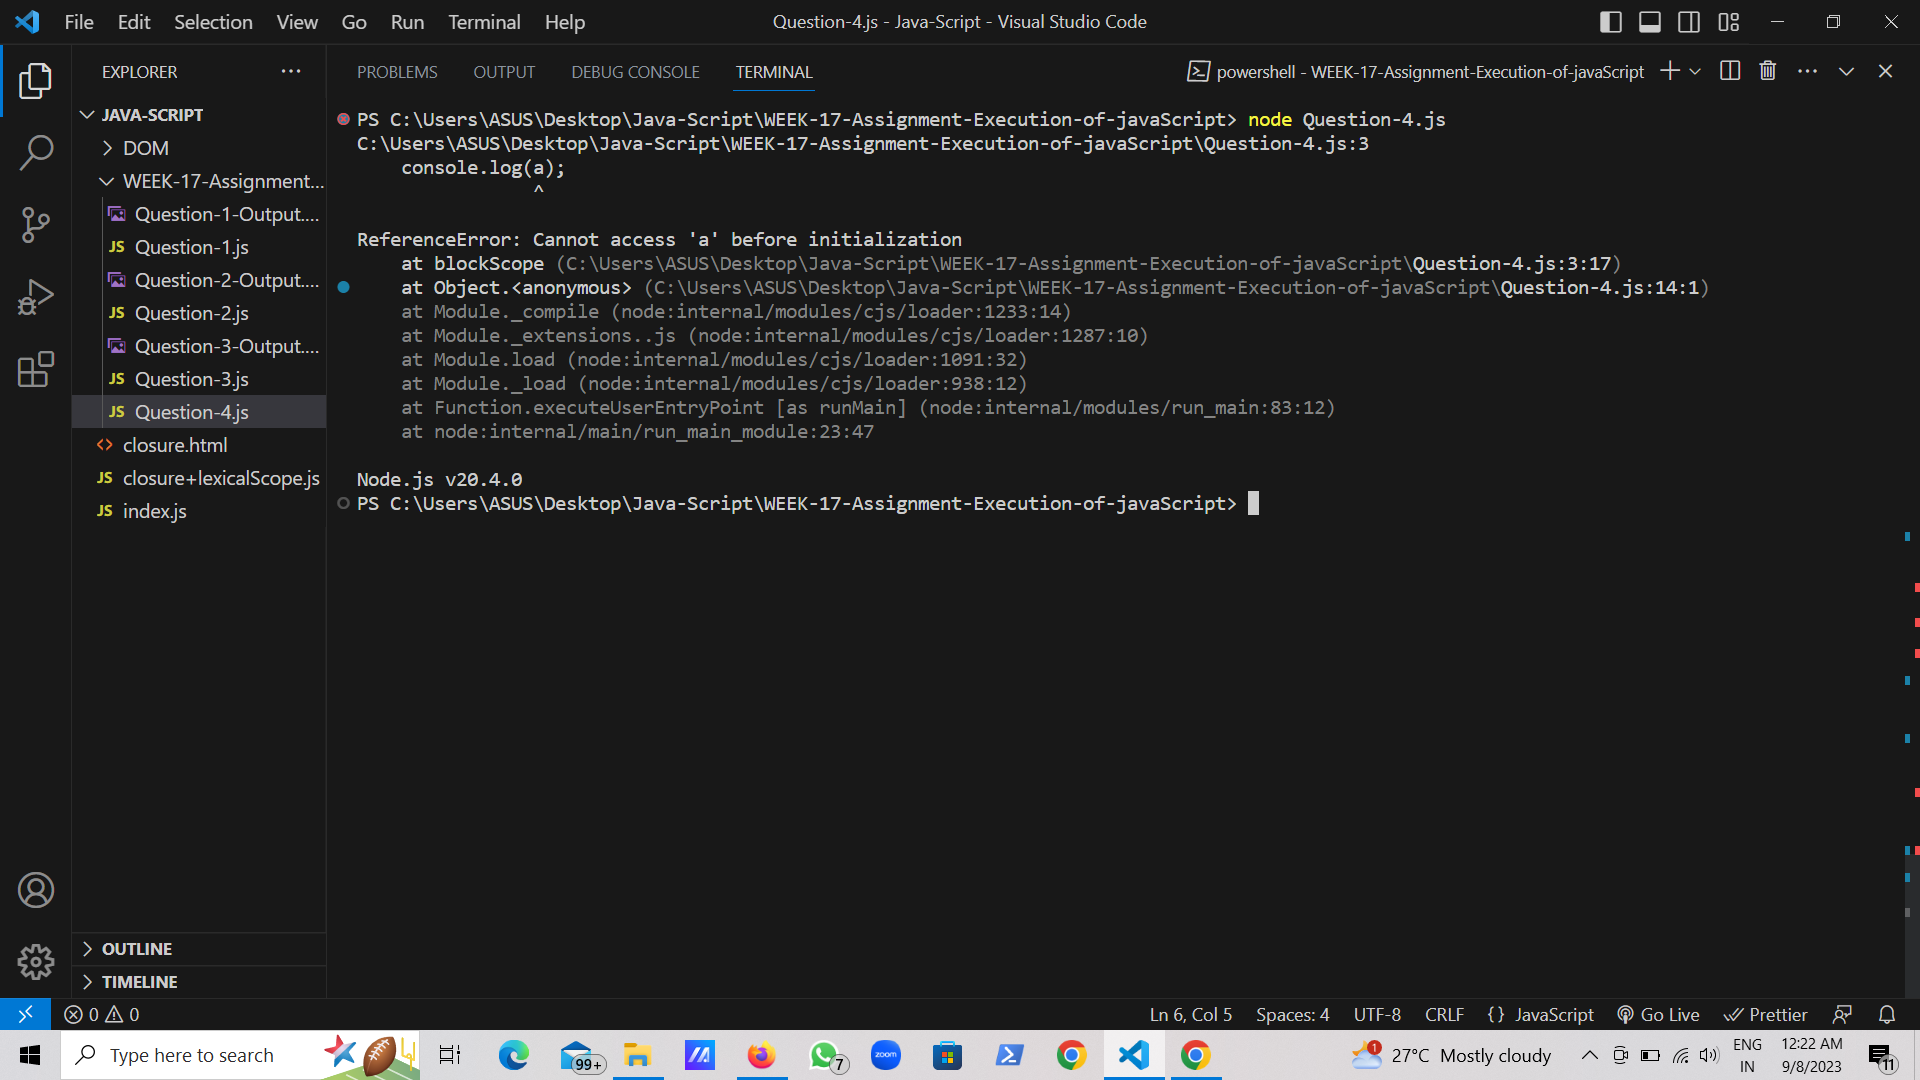 File Edit Selection View Go Run Terminal Help
Question-4.js - Java-Script - Visual Studio Code
EXPLORER
JAVA-SCRIPT
DOM
WEEK-17-Assignment...
Question-1-Output....
JS Question-1.js
Question-2-Output....
JS Question-2.js
Question-3-Output....
JS Question-3.js
JS Question-4.js
closure.html
JS closure+lexicalScope.js
JS index.js
OUTLINE
TIMELINE
PROBLEMS OUTPUT DEBUG CONSOLE TERMINAL
powershell - WEEK-17-Assignment-Execution-of-javaScript
PS C:\Users\ASUS\Desktop\Java-Script\WEEK-17-Assignment-Execution-of-javaScript> node Question-4.js
C:\Users\ASUS\Desktop\Java-Script\WEEK-17-Assignment-Execution-of-javaScript\Question-4.js:3
console.log(a);
^
ReferenceError: Cannot access 'a' before initialization
at blockScope (C:\Users\ASUS\Desktop\Java-Script\WEEK-17-Assignment-Execution-of-javaScript\Question-4.js:3:17)
at Object.<anonymous> (C:\Users\ASUS\Desktop\Java-Script\WEEK-17-Assignment-Execution-of-javaScript\Question-4.js:14:1)
at Module._compile (node:internal/modules/cjs/loader:1233:14)
at Module._extensions..js (node:internal/modules/cjs/loader:1287:10)
at Module.load (node:internal/modules/cjs/loader:1091:32)
at Module._load (node:internal/modules/cjs/loader:938:12)
at Function.executeUserEntryPoint [as runMain] (node:internal/modules/run_main:83:12)
at node:internal/main/run_main_module:23:47
Node.js v20.4.0
PS C:\Users\ASUS\Desktop\Java-Script\WEEK-17-Assignment-Execution-of-javaScript>
0 0
Ln 6, Col 5 Spaces: 4 UTF-8 CRLF {} JavaScript Go Live Prettier
Type here to search
99+
7
zoom
1
27°C Mostly cloudy
ENG
IN
12:22 AM
9/8/2023
11